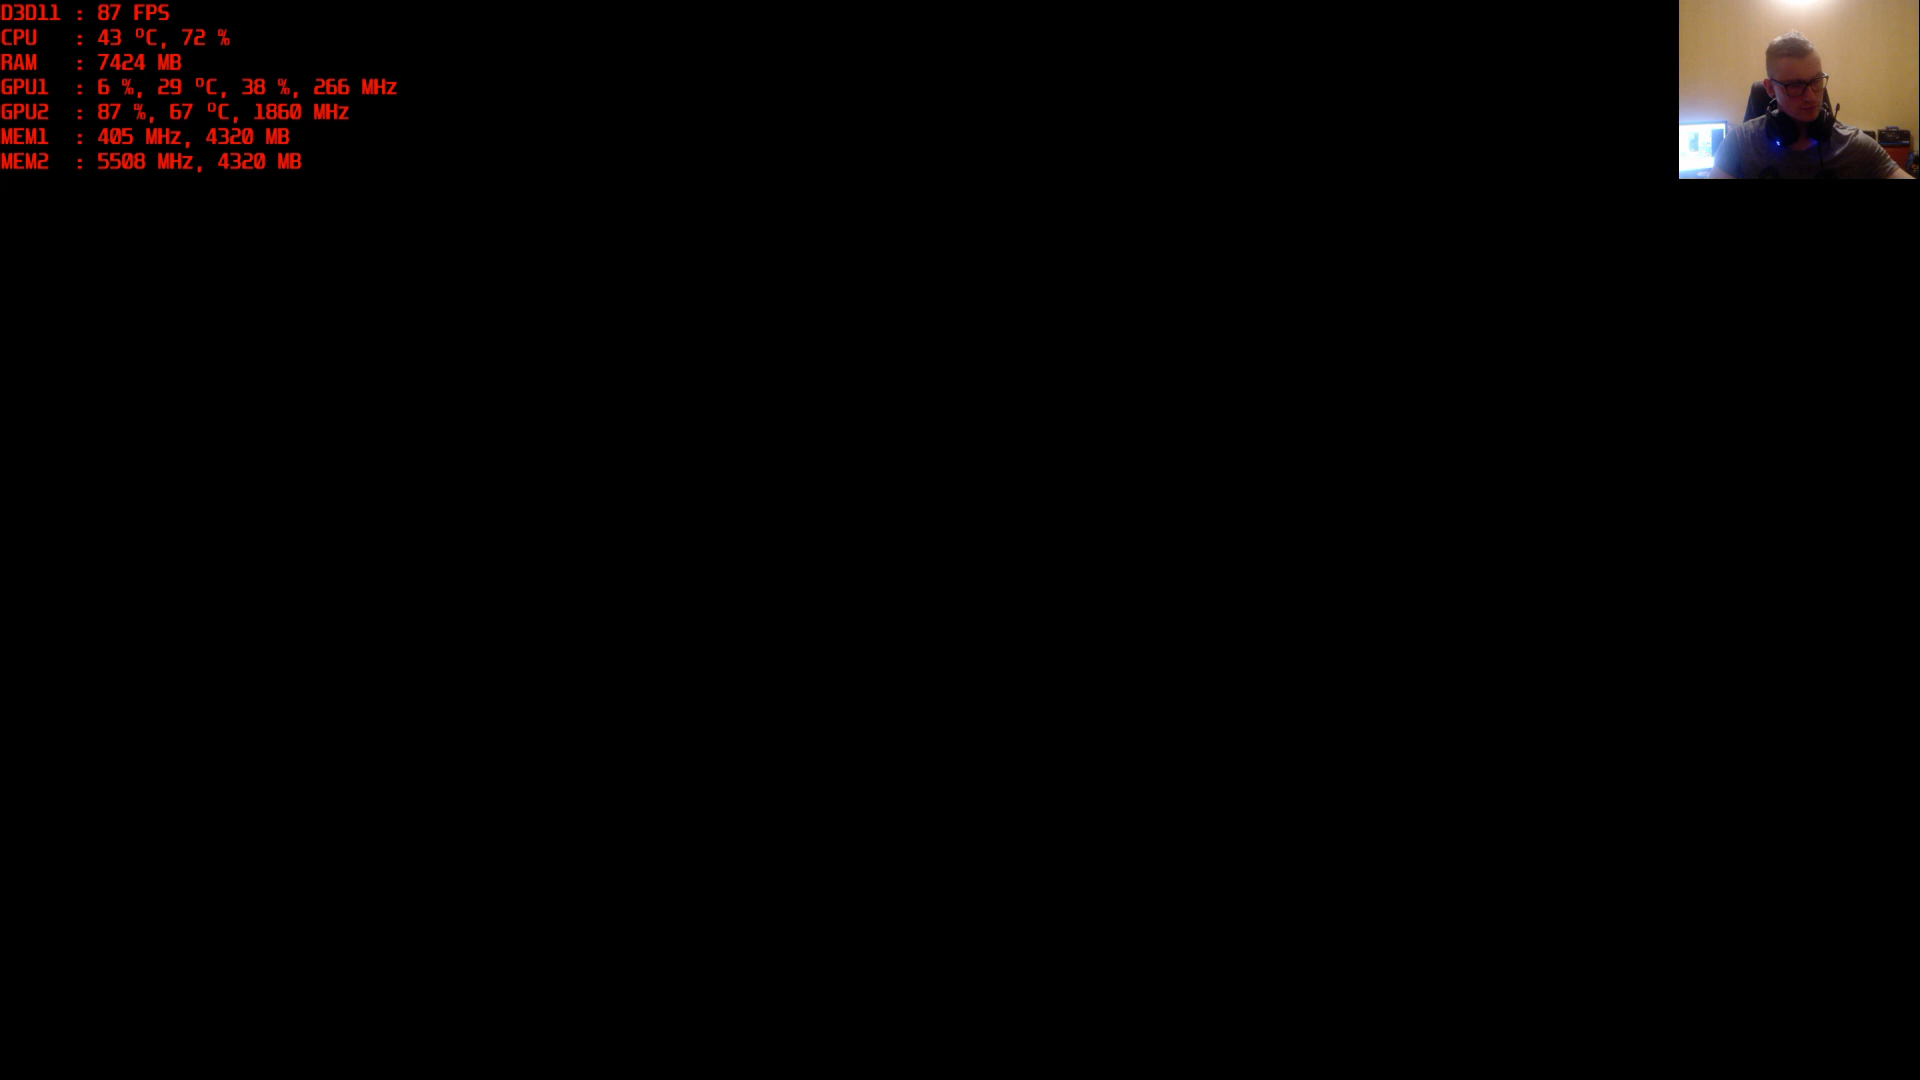 D3D11 : 87 FPS
CPU : 43 °C, 72 %
RAM : 7424 MB
GPU1 : 6 %, 29 °C, 38 %, 266 MHz
GPU2 : 87 %, 67 °C, 1860 MHz
MEM1 : 405 MHz, 4320 MB
MEM2 : 5508 MHz, 4320 MB